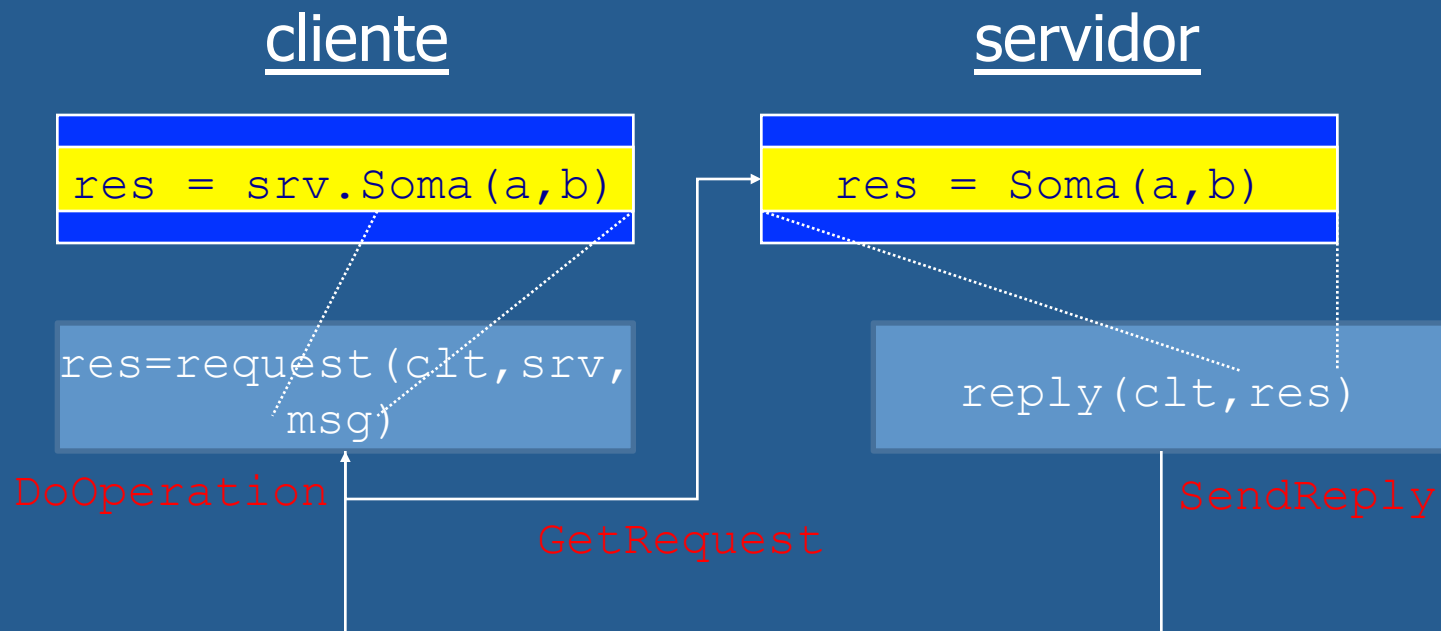 cliente
servidor
res = srv.Soma(a,b)
res = Soma(a,b)
res=request(clt,srv,
msg)
reply(clt,res)
DoOperation
SendReply
GetRequest